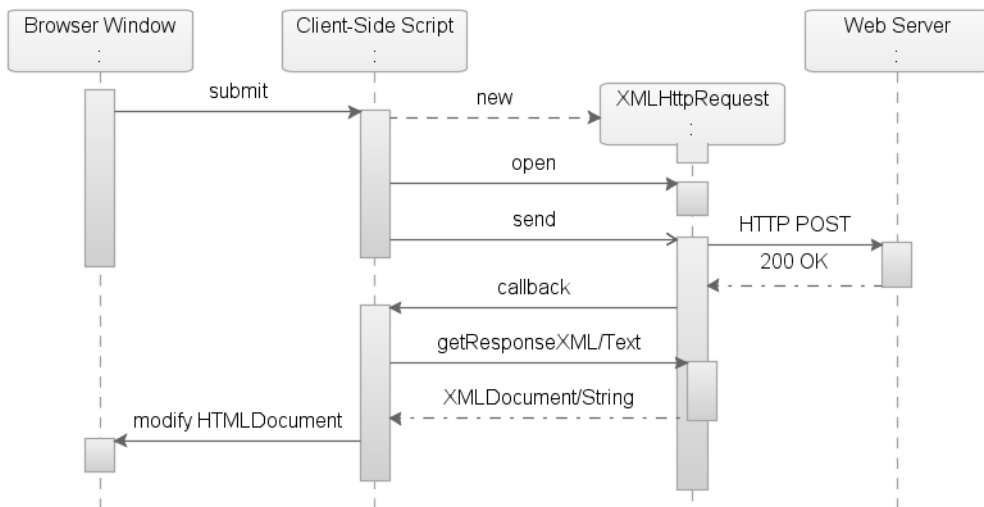 Browser Window
:
Client-Side Script
:
Web Server
:
submit
new
XMLHttpRequest
:
open
send
HTTP POST
200 OK
callback
getResponseXML/Text
XMLDocument/String
modify HTMLDocument